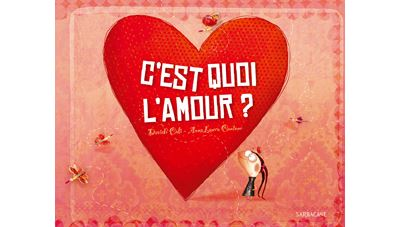 C'EST QUOI
L'AMOUR ?
Davide Cali - Anna Laura Cantone
SARBACANE